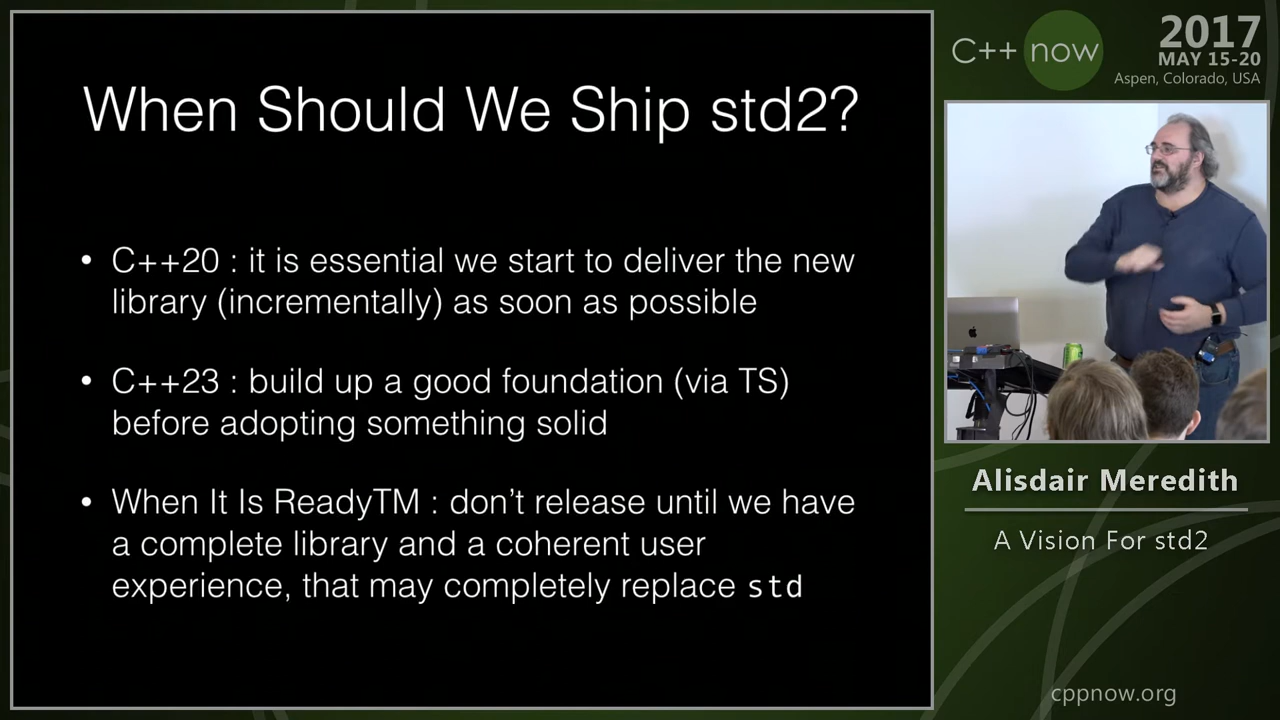 When Should We Ship std2?
• C++20 : it is essential we start to deliver the new
library (incrementally) as soon as possible
• C++23 : build up a good foundation (via TS)
before adopting something solid
• When It Is ReadyTM : don’t release until we have
a complete library and a coherent user
experience, that may completely replace std
C++ now
2017
MAY 15-20
Aspen, Colorado, USA
Alisdair Meredith
A Vision For std2
cppnow.org